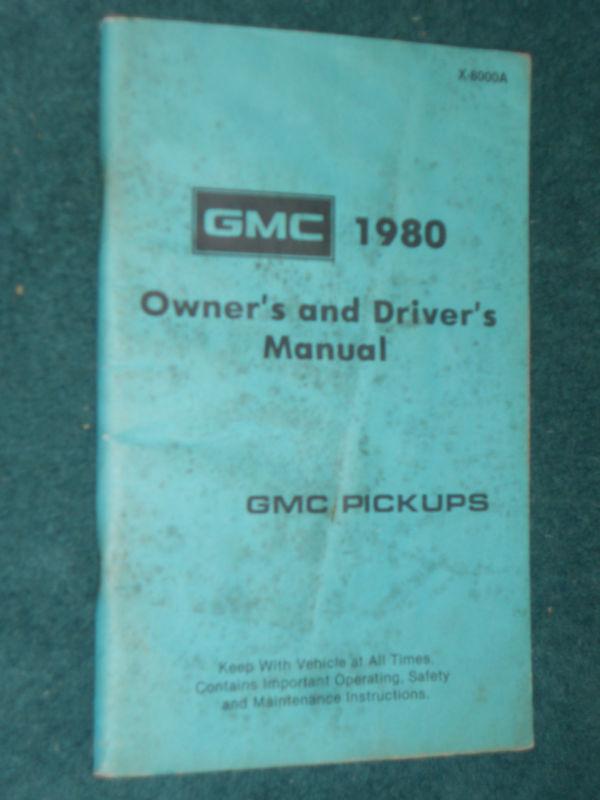 X-8000A
GMC 1980
Owner's and Driver's
Manual
GMC PICKUPS
Keep With Vehicle at All Times.
Contains Important Operating, Safety
and Maintenance Instructions.